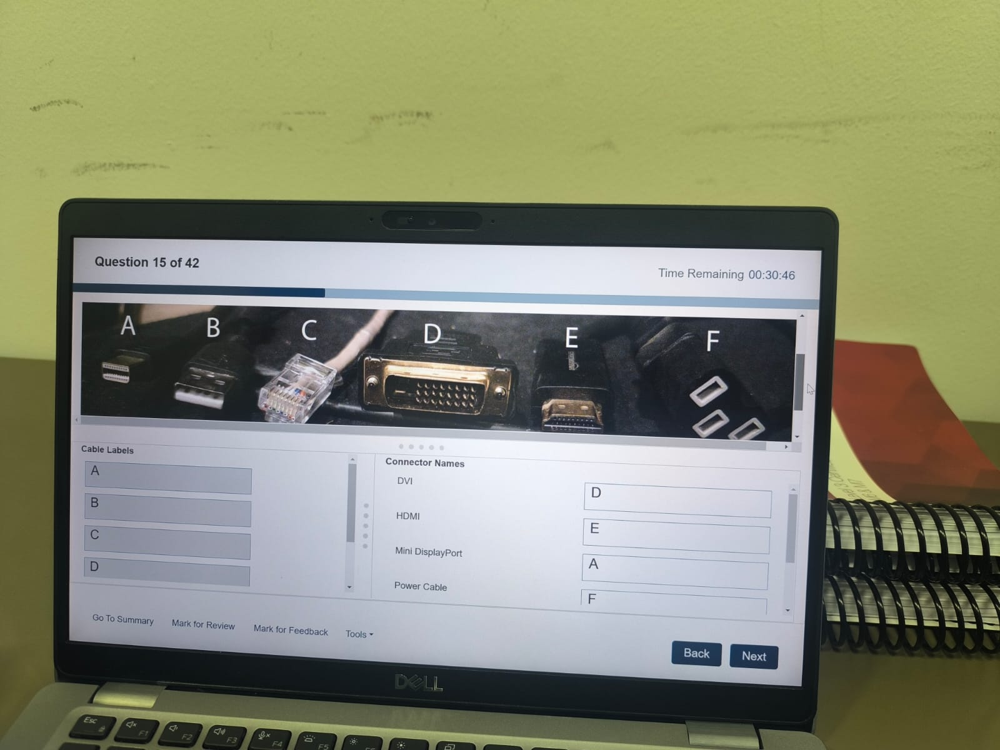 Question 15 of 42
Time Remaining 00:30:46
A B C D E F
Cable Labels
A
B
C
D
Connector Names
DVI
D
HDMI
E
Mini DisplayPort
A
Power Cable
F
Go To Summary
Mark for Review
Mark for Feedback
Tools
Back
Next
DELL
Esc
F1
F2
F3
F4
F5